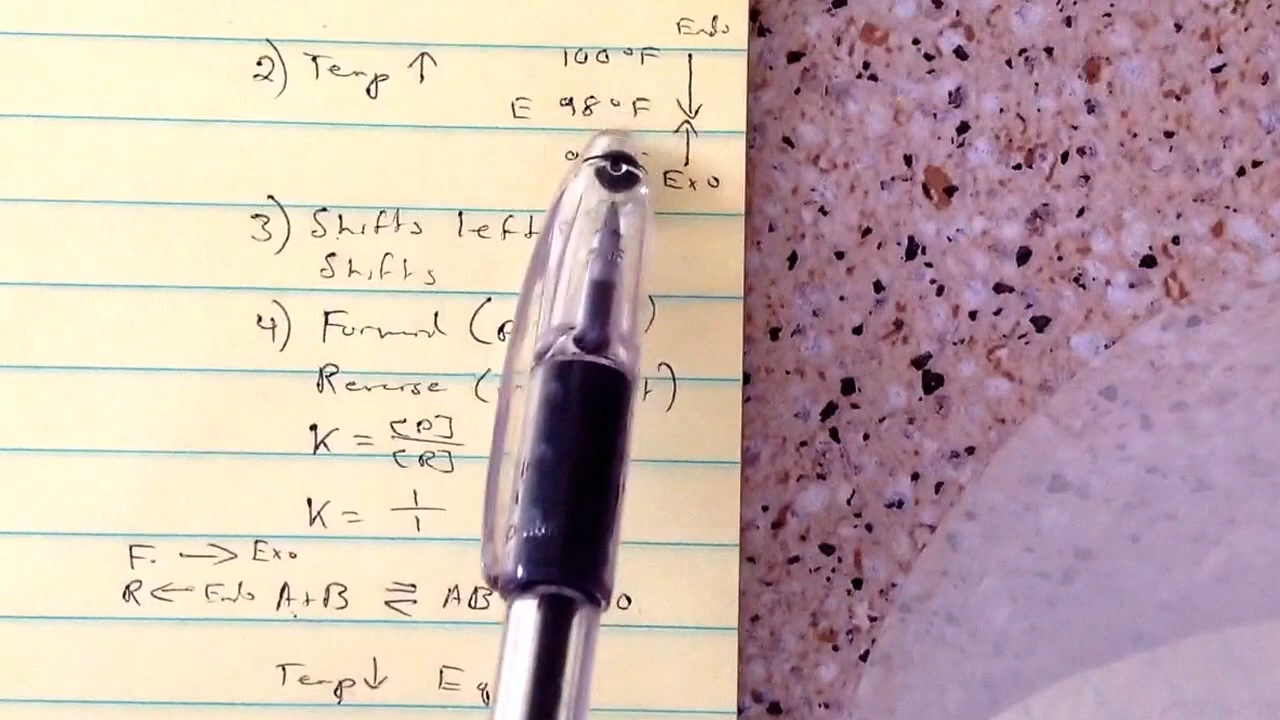 Endo
2) Temp ↑ 100°F
E 98°F
Exo
3) Shifts left
Shifts
4) Forward (
Reverse ( t)
K = [P]/[R]
K = 1/1
F. → Exo
R ← Endo A+B ⇌ AB
Temp ↓ Eq